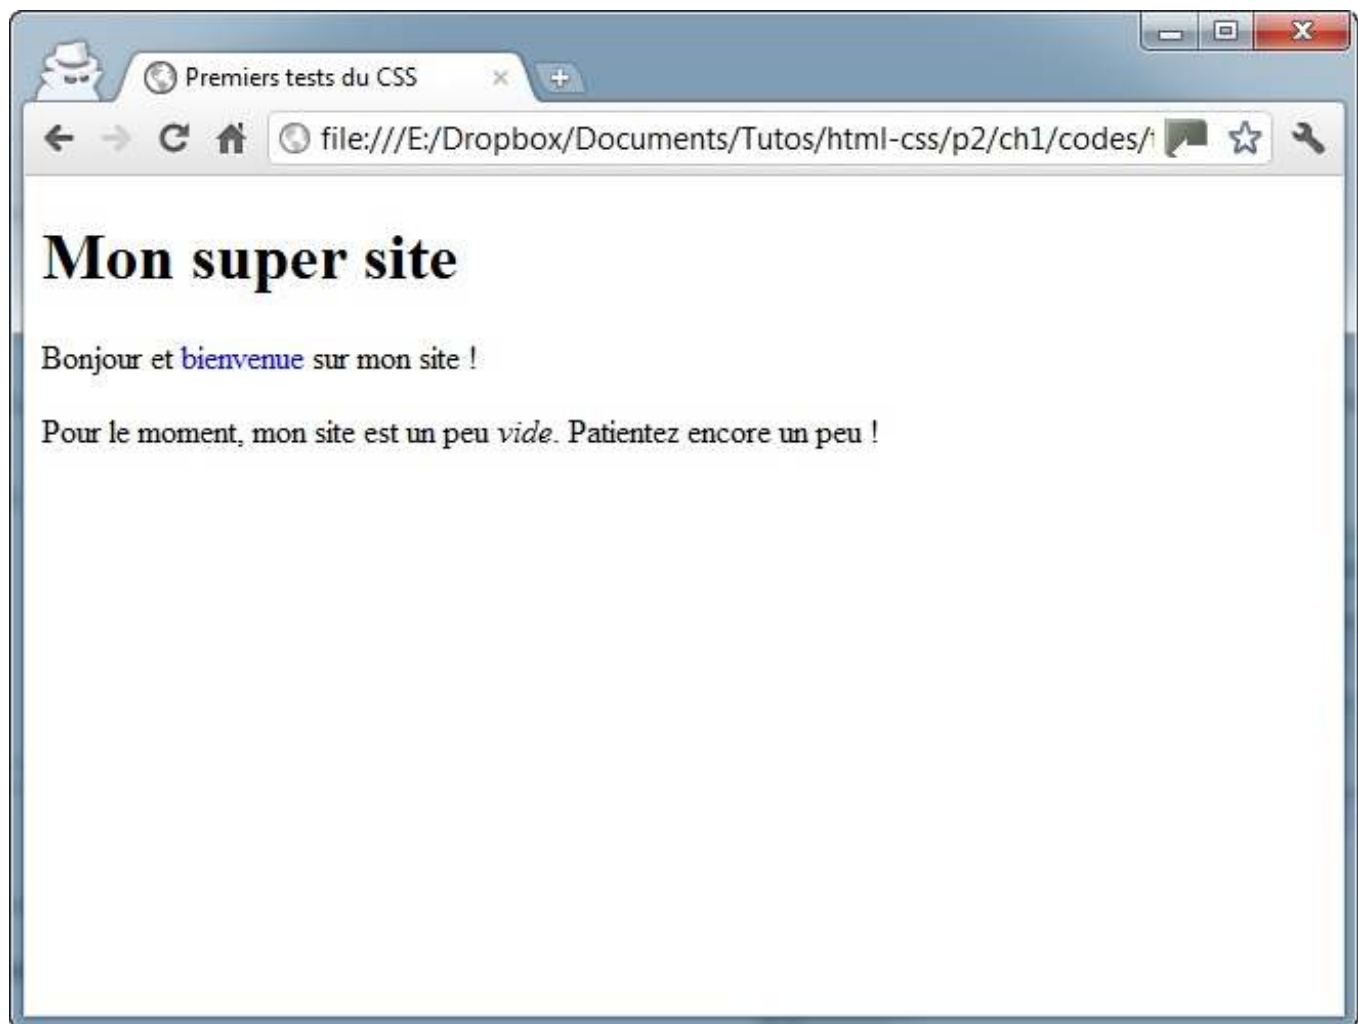 Premiers tests du CSS
file:///E:/Dropbox/Documents/Tutos/html-css/p2/ch1/codes/
Mon super site
Bonjour et bienvenue sur mon site !
Pour le moment, mon site est un peu vide. Patientez encore un peu !